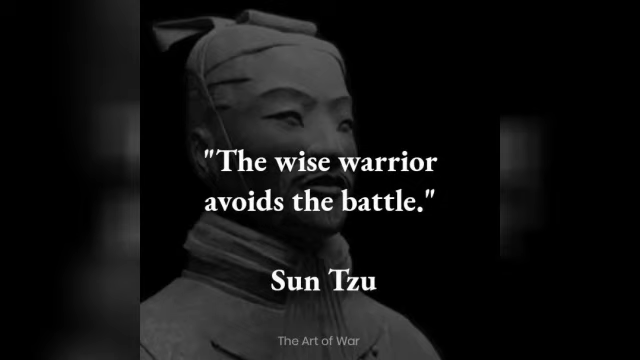 "The wise warrior
avoids the battle."
Sun Tzu
The Art of War